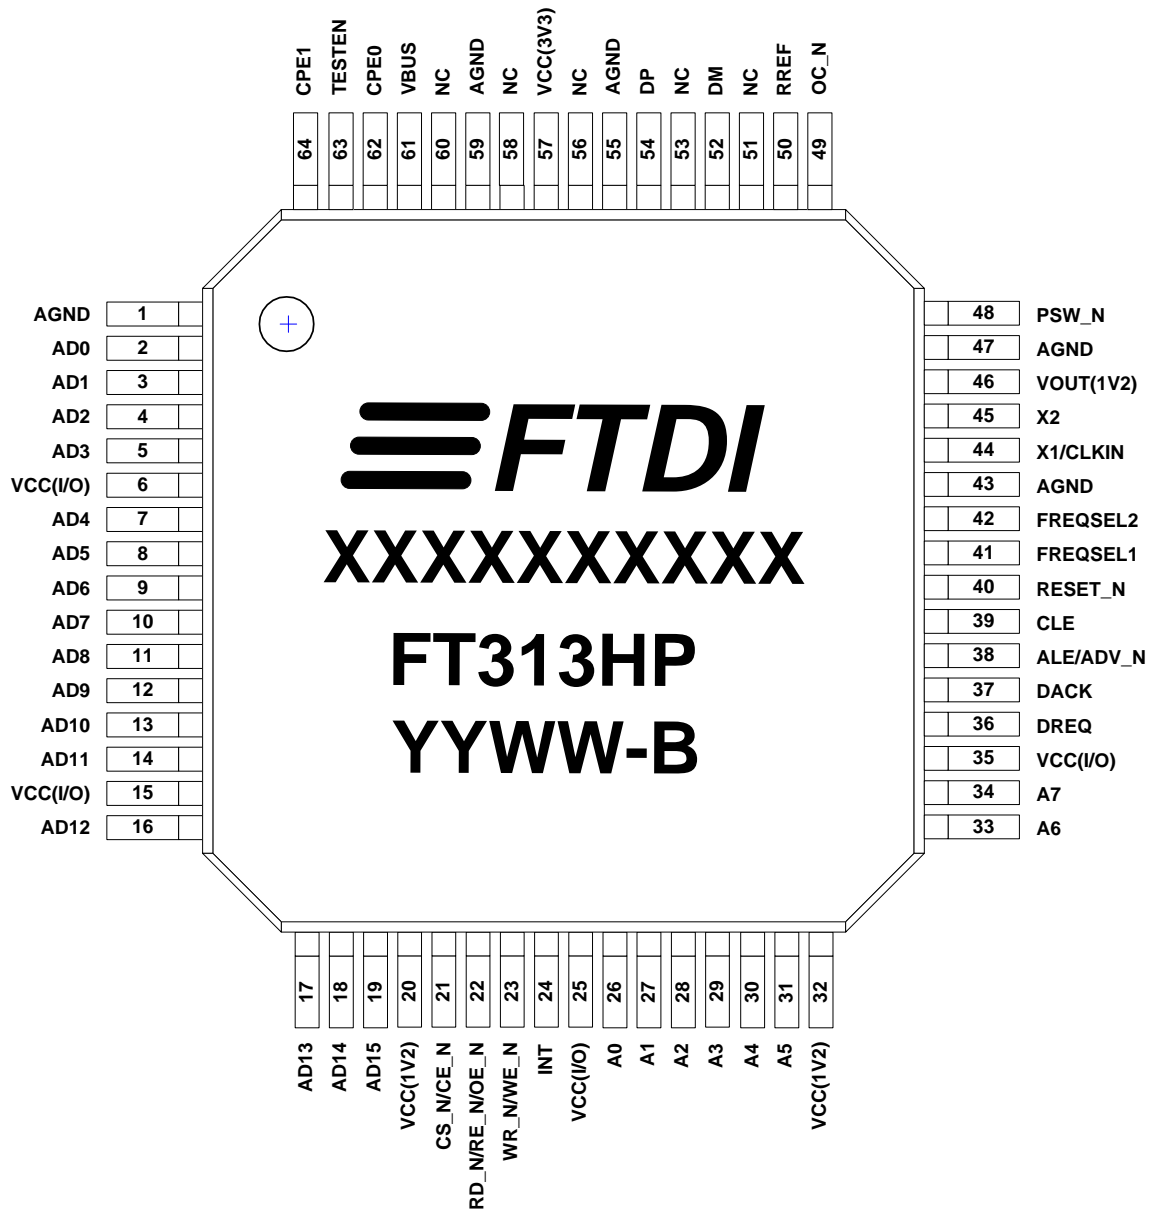 CPE1 TESTEN CPE0 VBUS NC AGND NC VCC(3V3) NC AGND DP NC DM NC RREF OC_N
64 63 62 61 60 59 58 57 56 55 54 53 52 51 50 49
AGND 1
AD0 2
AD1 3
AD2 4
AD3 5
VCC(I/O) 6
AD4 7
AD5 8
AD6 9
AD7 10
AD8 11
AD9 12
AD10 13
AD11 14
VCC(I/O) 15
AD12 16
FTDI
XXXXXXXXXX
FT313HP
YYWW-B
48 PSW_N
47 AGND
46 VOUT(1V2)
45 X2
44 X1/CLKIN
43 AGND
42 FREQSEL2
41 FREQSEL1
40 RESET_N
39 CLE
38 ALE/ADV_N
37 DACK
36 DREQ
35 VCC(I/O)
34 A7
33 A6
17 18 19 20 21 22 23 24 25 26 27 28 29 30 31 32
AD13 AD14 AD15 VCC(1V2) CS_N/CE_N RD_N/RE_N/OE_N WR_N/WE_N INT VCC(I/O) A0 A1 A2 A3 A4 A5 VCC(1V2)